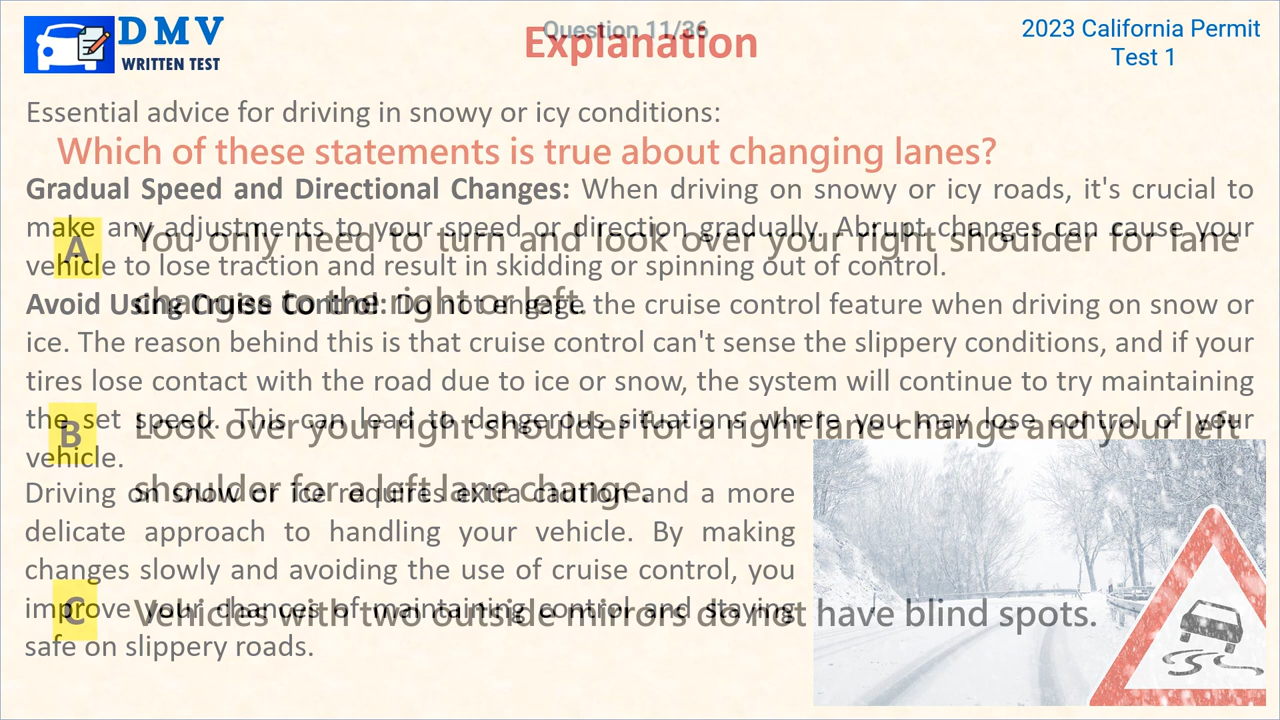 DMV
WRITTEN TEST
Question 11/36
Explanation
2023 California Permit
Test 1
Essential advice for driving in snowy or icy conditions:
Which of these statements is true about changing lanes?
Gradual Speed and Directional Changes: When driving on snowy or icy roads, it's crucial to
make any adjustments to your speed or direction gradually. Abrupt changes can cause your
vehicle to lose traction and result in skidding or spinning out of control.
A You only need to turn and look over your right shoulder for lane
changes to the right or left.
Avoid Using Cruise Control: Do not engage the cruise control feature when driving on snow or
ice. The reason behind this is that cruise control can't sense the slippery conditions, and if your
tires lose contact with the road due to ice or snow, the system will continue to try maintaining
the set speed. This can lead to dangerous situations where you may lose control of your
vehicle.
B Look over your right shoulder for a right lane change and your left
shoulder for a left lane change.
Driving on snow or ice requires extra caution and a more
delicate approach to handling your vehicle. By making
changes slowly and avoiding the use of cruise control, you
improve your chances of maintaining control and staying
safe on slippery roads.
C Vehicles with two outside mirrors do not have blind spots.